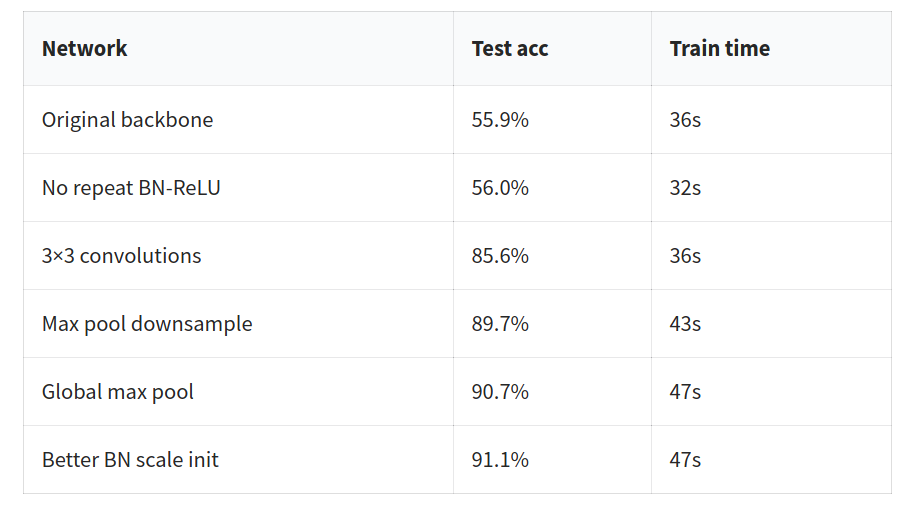 Network Test acc Train time
Original backbone 55.9% 36s
No repeat BN-ReLU 56.0% 32s
3×3 convolutions 85.6% 36s
Max pool downsample 89.7% 43s
Global max pool 90.7% 47s
Better BN scale init 91.1% 47s